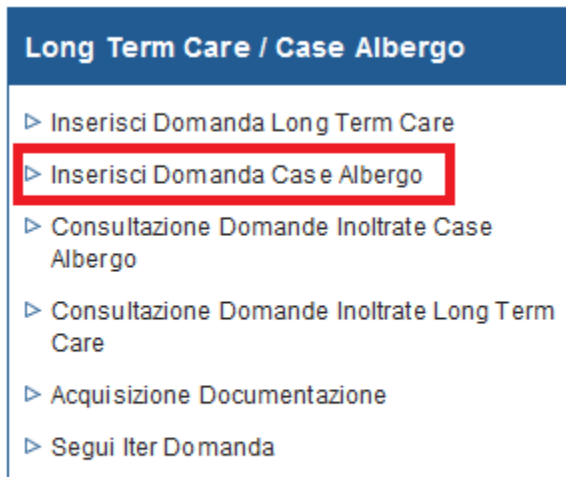 Long Term Care / Case Albergo
Inserisci Domanda Long Term Care
Inserisci Domanda Case Albergo
Consultazione Domande Inoltrate Case
Albergo
Consultazione Domande Inoltrate Long Term
Care
Acquisizione Documentazione
Segui Iter Domanda